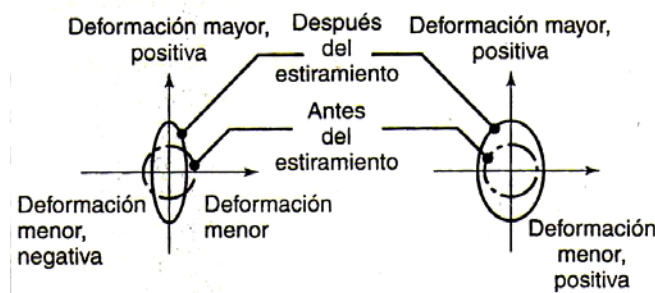 Deformación mayor,
positiva
Después
del
estiramiento
Deformación mayor,
positiva
Antes
del
estiramiento
Deformación
menor,
negativa
Deformación
menor
Deformación
menor,
positiva